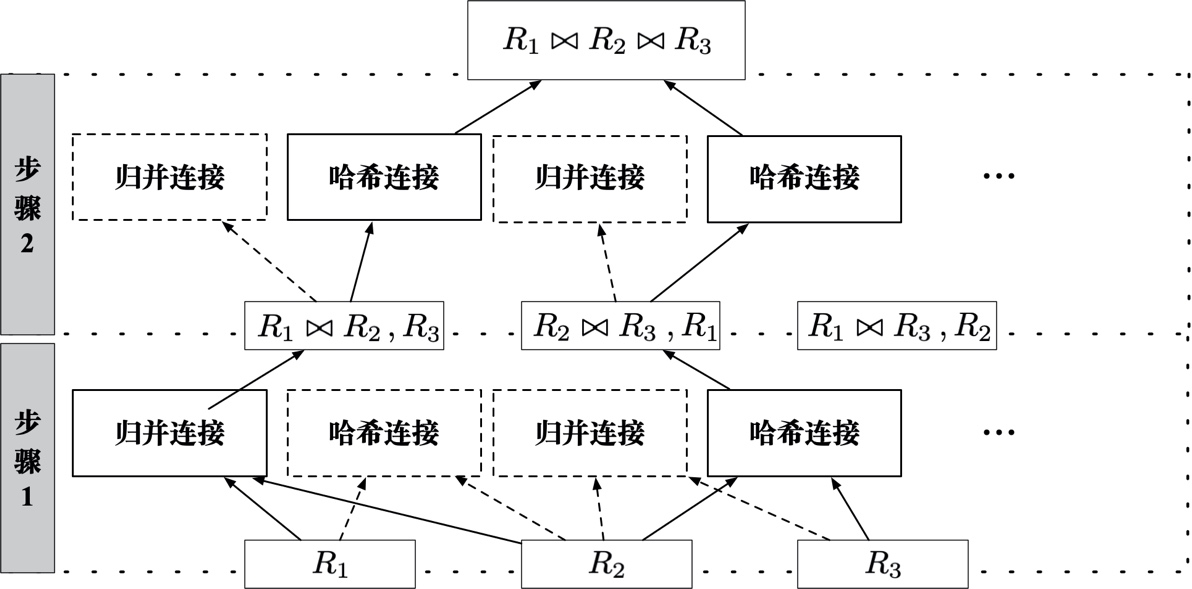 R₁ ⋈ R₂ ⋈ R₃
步骤2
归并连接
哈希连接
归并连接
哈希连接
…
R₁ ⋈ R₂ , R₃
R₂ ⋈ R₃ , R₁
R₁ ⋈ R₃ , R₂
步骤1
归并连接
哈希连接
归并连接
哈希连接
…
R₁
R₂
R₃